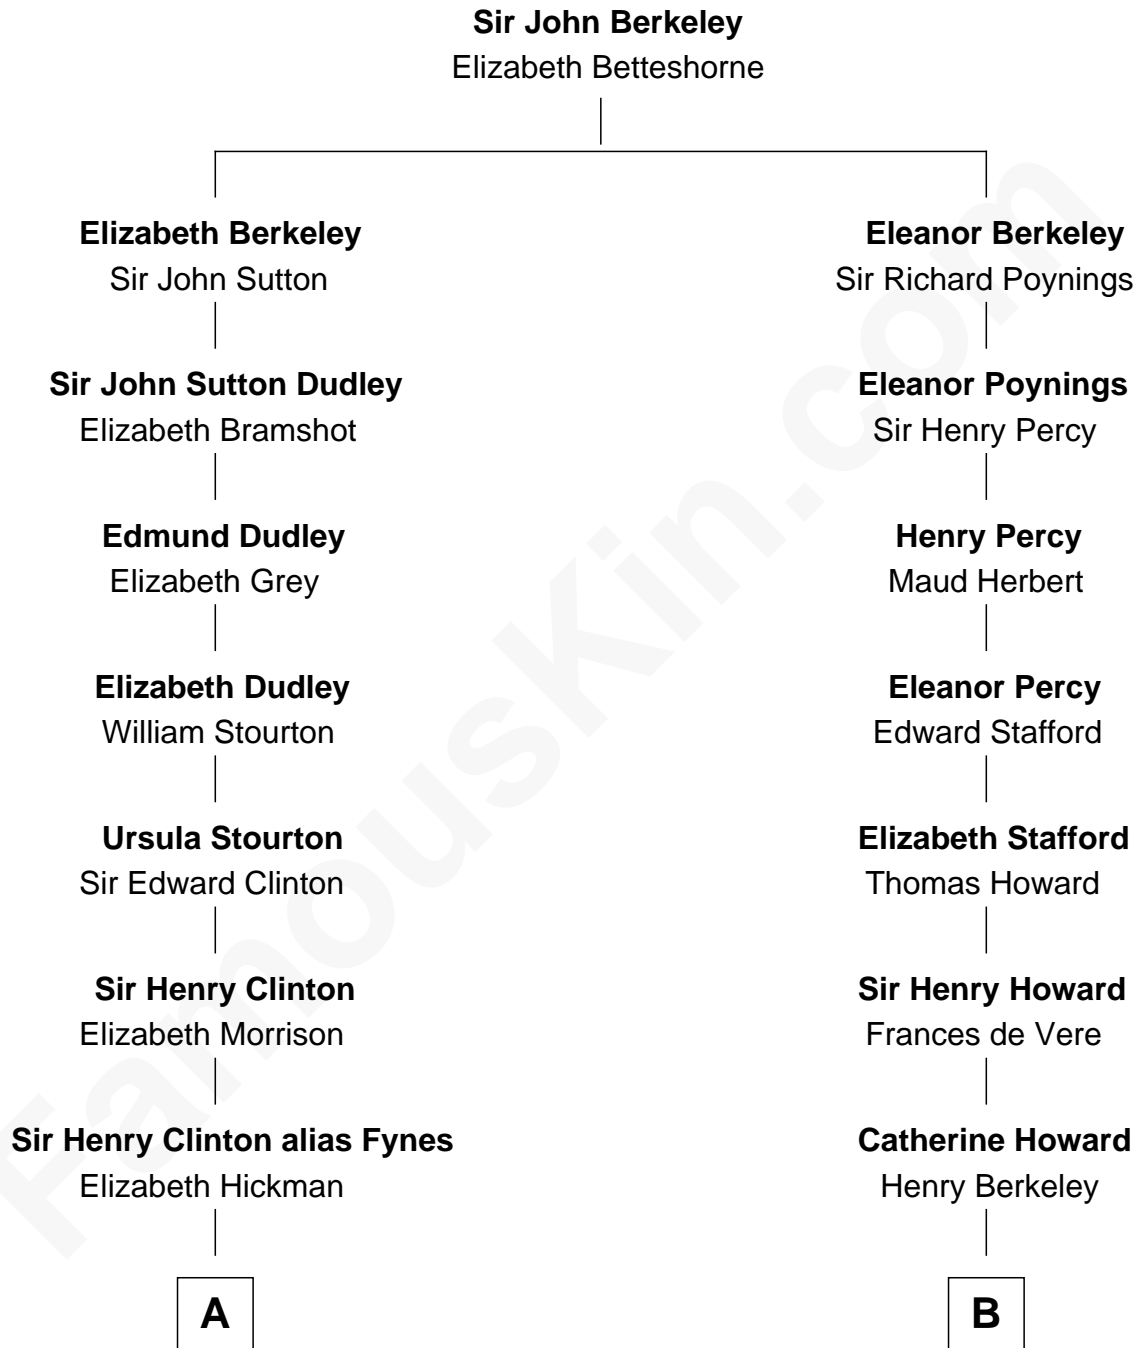 Sir John Berkeley
Elizabeth Betteshorne
Elizabeth Berkeley
Sir John Sutton
Sir John Sutton Dudley
Elizabeth Bramshot
Edmund Dudley
Elizabeth Grey
Elizabeth Dudley
William Stourton
Ursula Stourton
Sir Edward Clinton
Sir Henry Clinton
Elizabeth Morrison
Sir Henry Clinton alias Fynes
Elizabeth Hickman
A
Eleanor Berkeley
Sir Richard Poynings
Eleanor Poynings
Sir Henry Percy
Henry Percy
Maud Herbert
Eleanor Percy
Edward Stafford
Elizabeth Stafford
Thomas Howard
Sir Henry Howard
Frances de Vere
Catherine Howard
Henry Berkeley
B
FamousKin.com